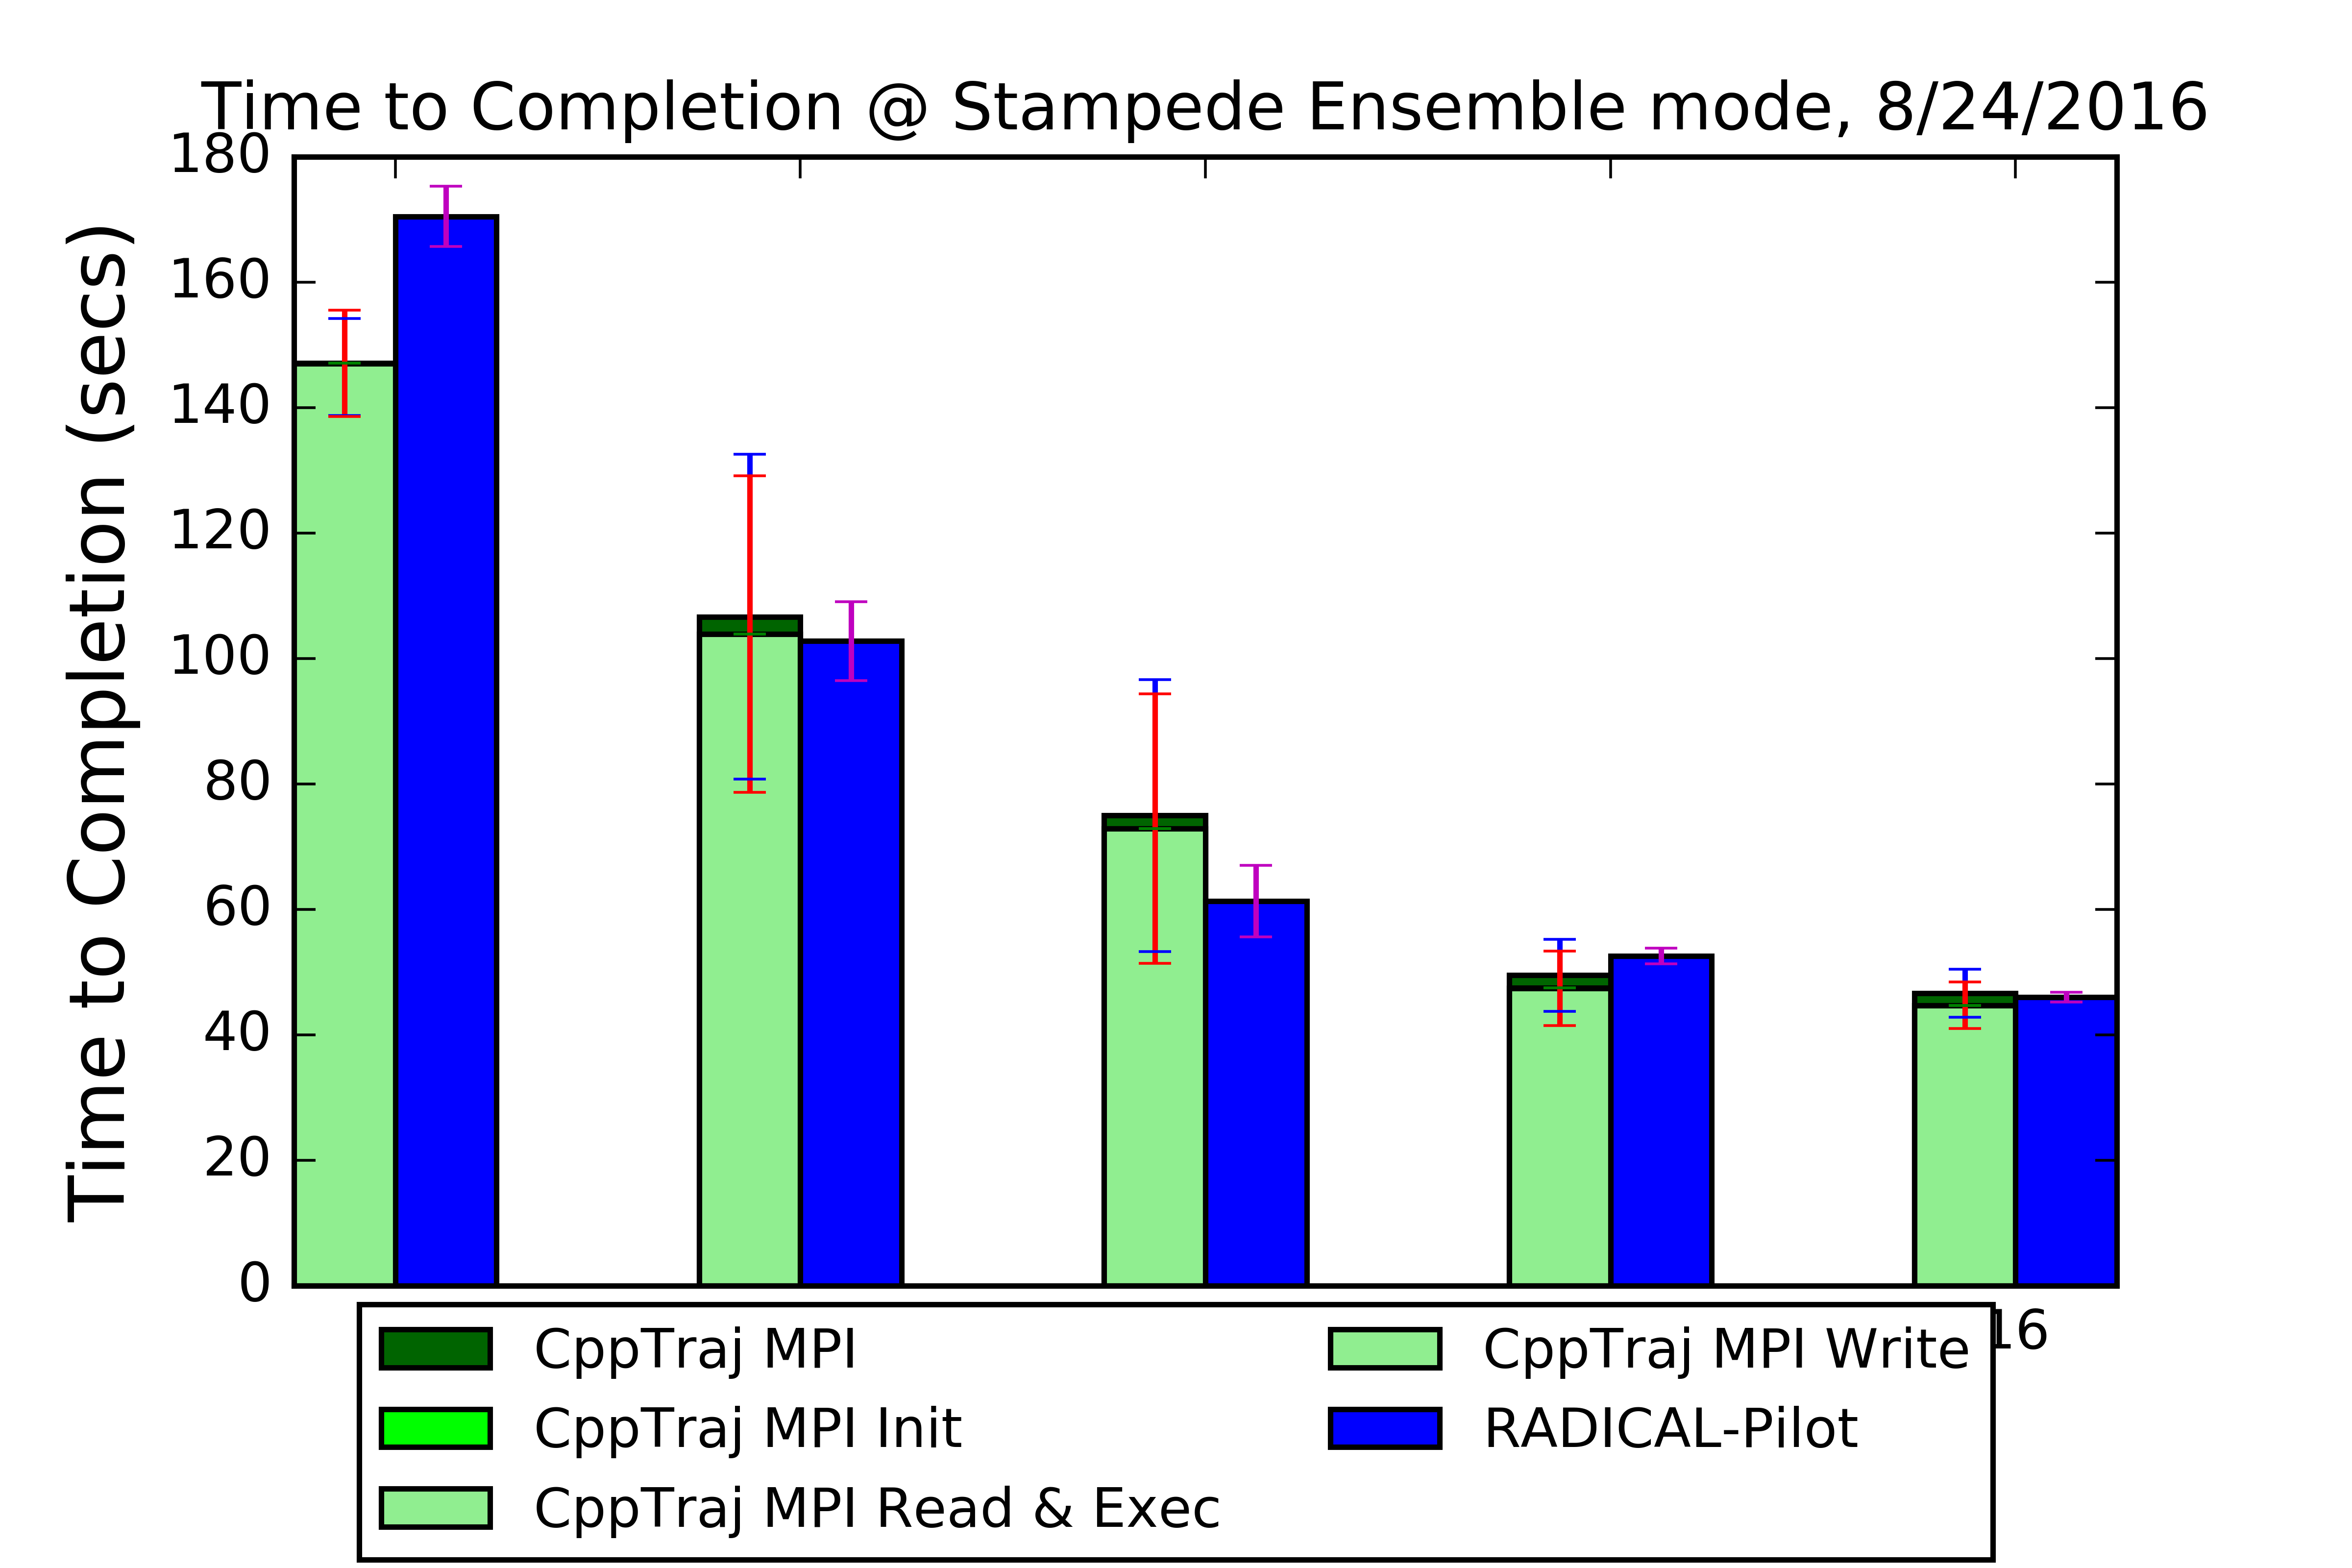 Time to Completion @ Stampede Ensemble mode, 8/24/2016
Time to Completion (secs)
180
160
140
120
100
80
60
40
20
0
16
CppTraj MPI
CppTraj MPI Init
CppTraj MPI Read & Exec
CppTraj MPI Write
RADICAL-Pilot